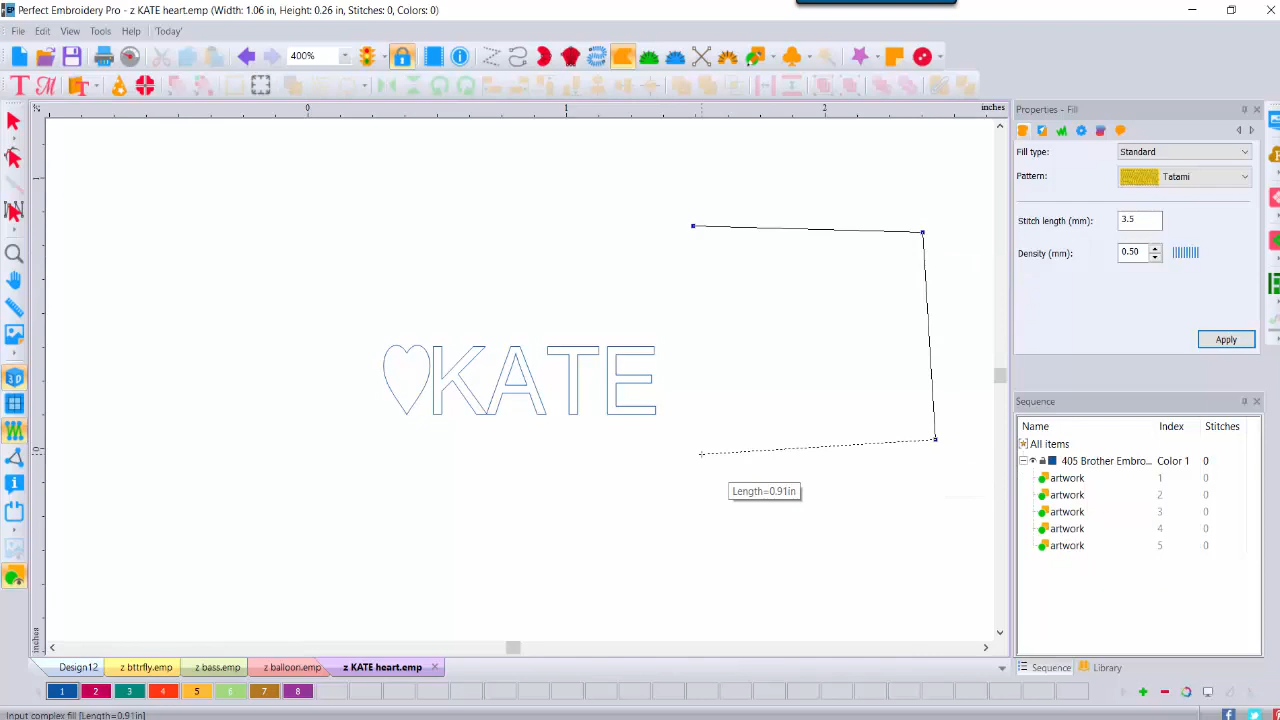 Perfect Embroidery Pro - z KATE heart.emp (Width: 1.06 in, Height: 0.26 in, Stitches: 0, Colors: 0)
File Edit View Tools Help 'Today'
400%
0 1 2 inches
Properties - Fill
Fill type: Standard
Pattern: Tatami
Stitch length (mm): 3.5
Density (mm): 0.50
Apply
KATE
Length=0.91in
Sequence
Name Index Stitches
All items
405 Brother Embro... Color 1 0
artwork 1 0
artwork 2 0
artwork 3 0
artwork 4 0
artwork 5 0
1
0
inches
Design12 z bttrfly.emp z bass.emp z balloon.emp z KATE heart.emp
Sequence Library
1 2 3 4 5 6 7 8
Input complex fill [Length=0.91in]